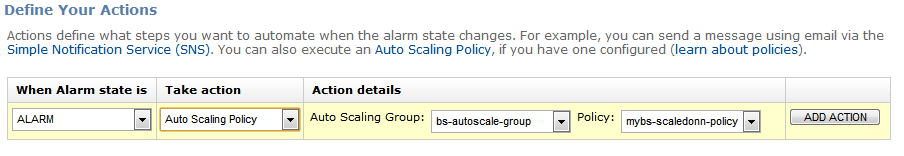 Define Your Actions
Actions define what steps you want to automate when the alarm state changes. For example, you can send a message using email via the
Simple Notification Service (SNS). You can also execute an Auto Scaling Policy, if you have one configured (learn about policies).
When Alarm state is Take action Action details
ALARM Auto Scaling Policy Auto Scaling Group: bs-autoscale-group Policy: mybs-scaledonn-policy ADD ACTION